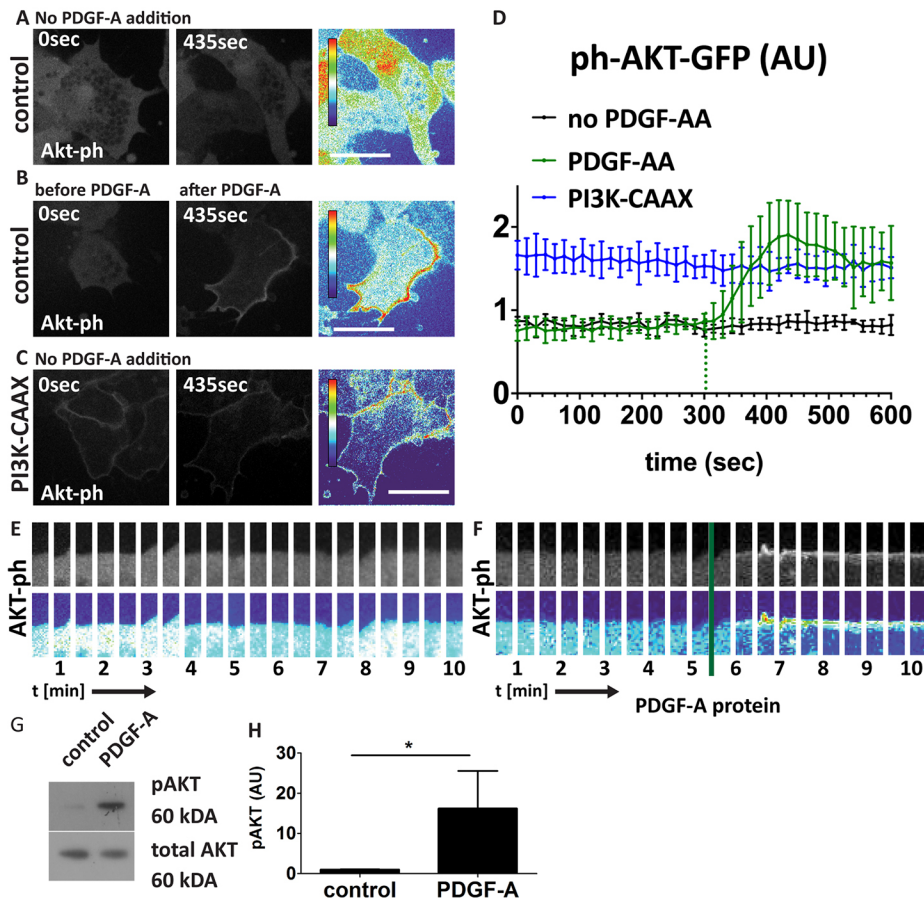 A No PDGF-A addition
control
0sec
435sec
Akt-ph
B
before PDGF-A after PDGF-A
control
0sec
435sec
Akt-ph
C No PDGF-A addition
PI3K-CAAX
0sec
435sec
Akt-ph
D
ph-AKT-GFP (AU)
no PDGF-AA
PDGF-AA
PI3K-CAAX
2
1
0
0 100 200 300 400 500 600
time (sec)
E
AKT-ph
1 2 3 4 5 6 7 8 9 10
t [min]
F
AKT-ph
1 2 3 4 5 6 7 8 9 10
t [min]
PDGF-A protein
G
control PDGF-A
pAKT
60 kDA
total AKT
60 kDA
H
pAKT (AU)
30
20
10
0
*
control PDGF-A